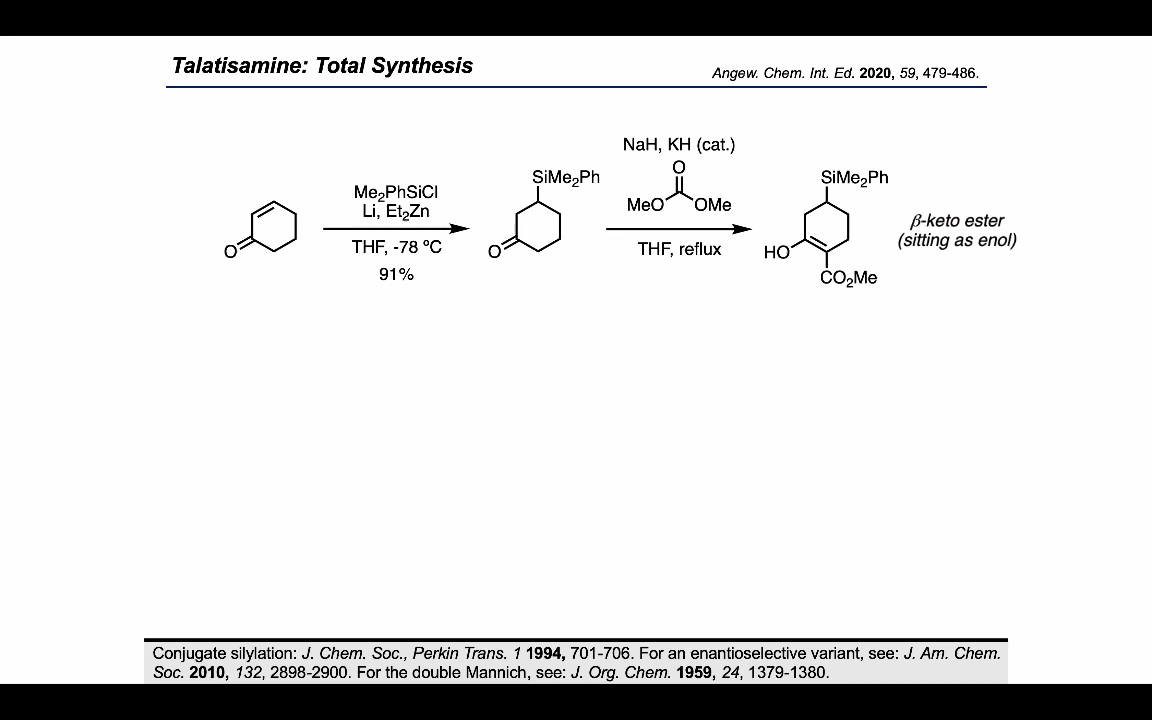 Talatisamine: Total Synthesis
Angew. Chem. Int. Ed. 2020, 59, 479-486.
O
Me₂PhSiCl
Li, Et₂Zn
THF, -78 ºC
91%
SiMe₂Ph
O
NaH, KH (cat.)
O
MeO OMe
THF, reflux
SiMe₂Ph
HO
CO₂Me
β-keto ester
(sitting as enol)
Conjugate silylation: J. Chem. Soc., Perkin Trans. 1 1994, 701-706. For an enantioselective variant, see: J. Am. Chem.
Soc. 2010, 132, 2898-2900. For the double Mannich, see: J. Org. Chem. 1959, 24, 1379-1380.